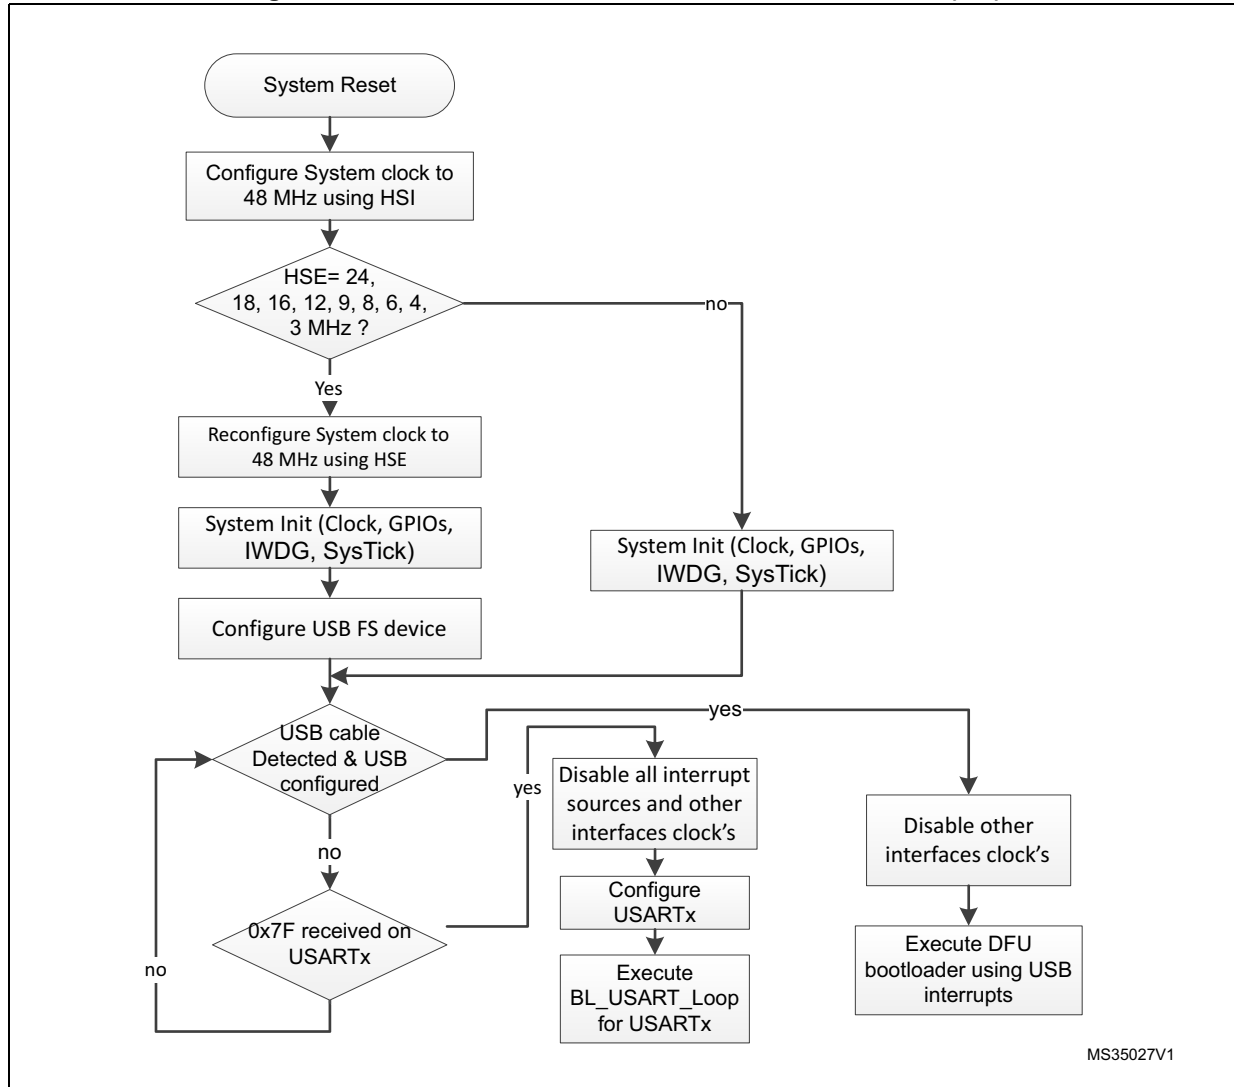 System Reset
Configure System clock to
48 MHz using HSI
HSE= 24,
18, 16, 12, 9, 8, 6, 4,
3 MHz ?
no
Yes
Reconfigure System clock to
48 MHz using HSE
System Init (Clock, GPIOs,
IWDG, SysTick)
System Init (Clock, GPIOs,
IWDG, SysTick)
Configure USB FS device
USB cable
Detected & USB
configured
yes
yes
Disable all interrupt
sources and other
interfaces clock's
Disable other
interfaces clock's
no
Configure
USARTx
0x7F received on
USARTx
no
Execute
BL_USART_Loop
for USARTx
Execute DFU
bootloader using USB
interrupts
MS35027V1